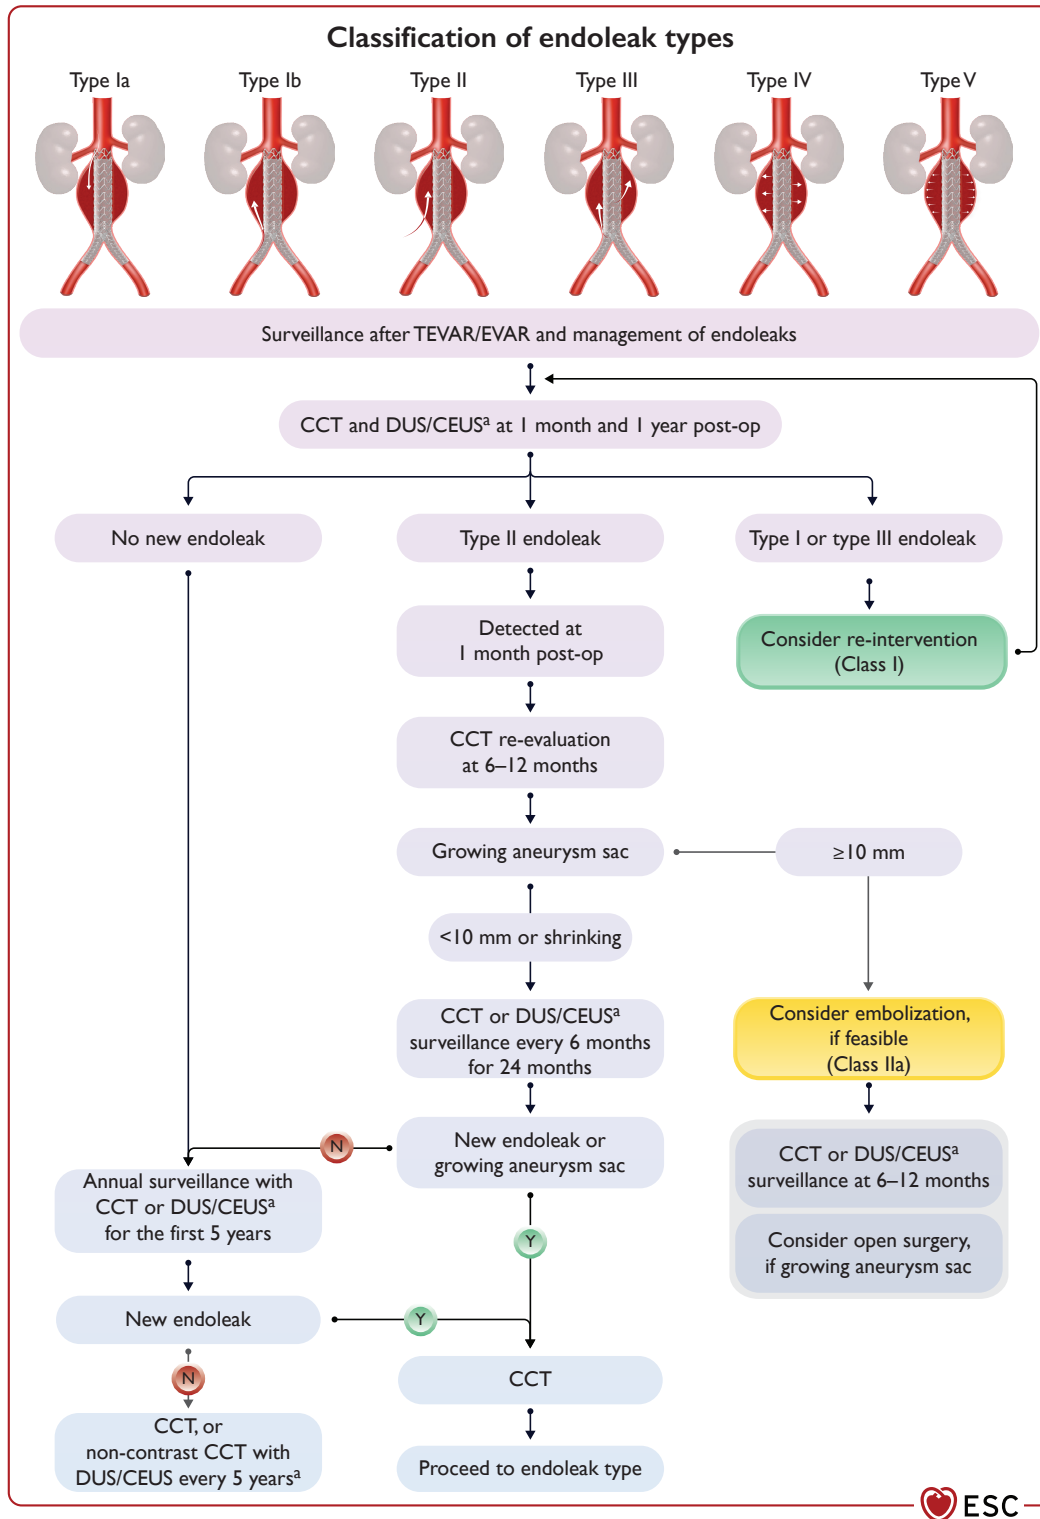 Classification of endoleak types
Type Ia
Type Ib
Type II
Type III
Type IV
Type V
Surveillance after TEVAR/EVAR and management of endoleaks
CCT and DUS/CEUSa at 1 month and 1 year post-op
No new endoleak
Type II endoleak
Type I or type III endoleak
Detected at
1 month post-op
Consider re-intervention
(Class I)
CCT re-evaluation
at 6–12 months
Growing aneurysm sac
≥10 mm
<10 mm or shrinking
CCT or DUS/CEUSa
surveillance every 6 months
for 24 months
Consider embolization,
if feasible
(Class IIa)
New endoleak or
growing aneurysm sac
N
CCT or DUS/CEUSa
surveillance at 6–12 months
Annual surveillance with
CCT or DUS/CEUSa
for the first 5 years
Y
Consider open surgery,
if growing aneurysm sac
New endoleak
Y
N
CCT
CCT, or
non-contrast CCT with
DUS/CEUS every 5 yearsa
Proceed to endoleak type
ESC